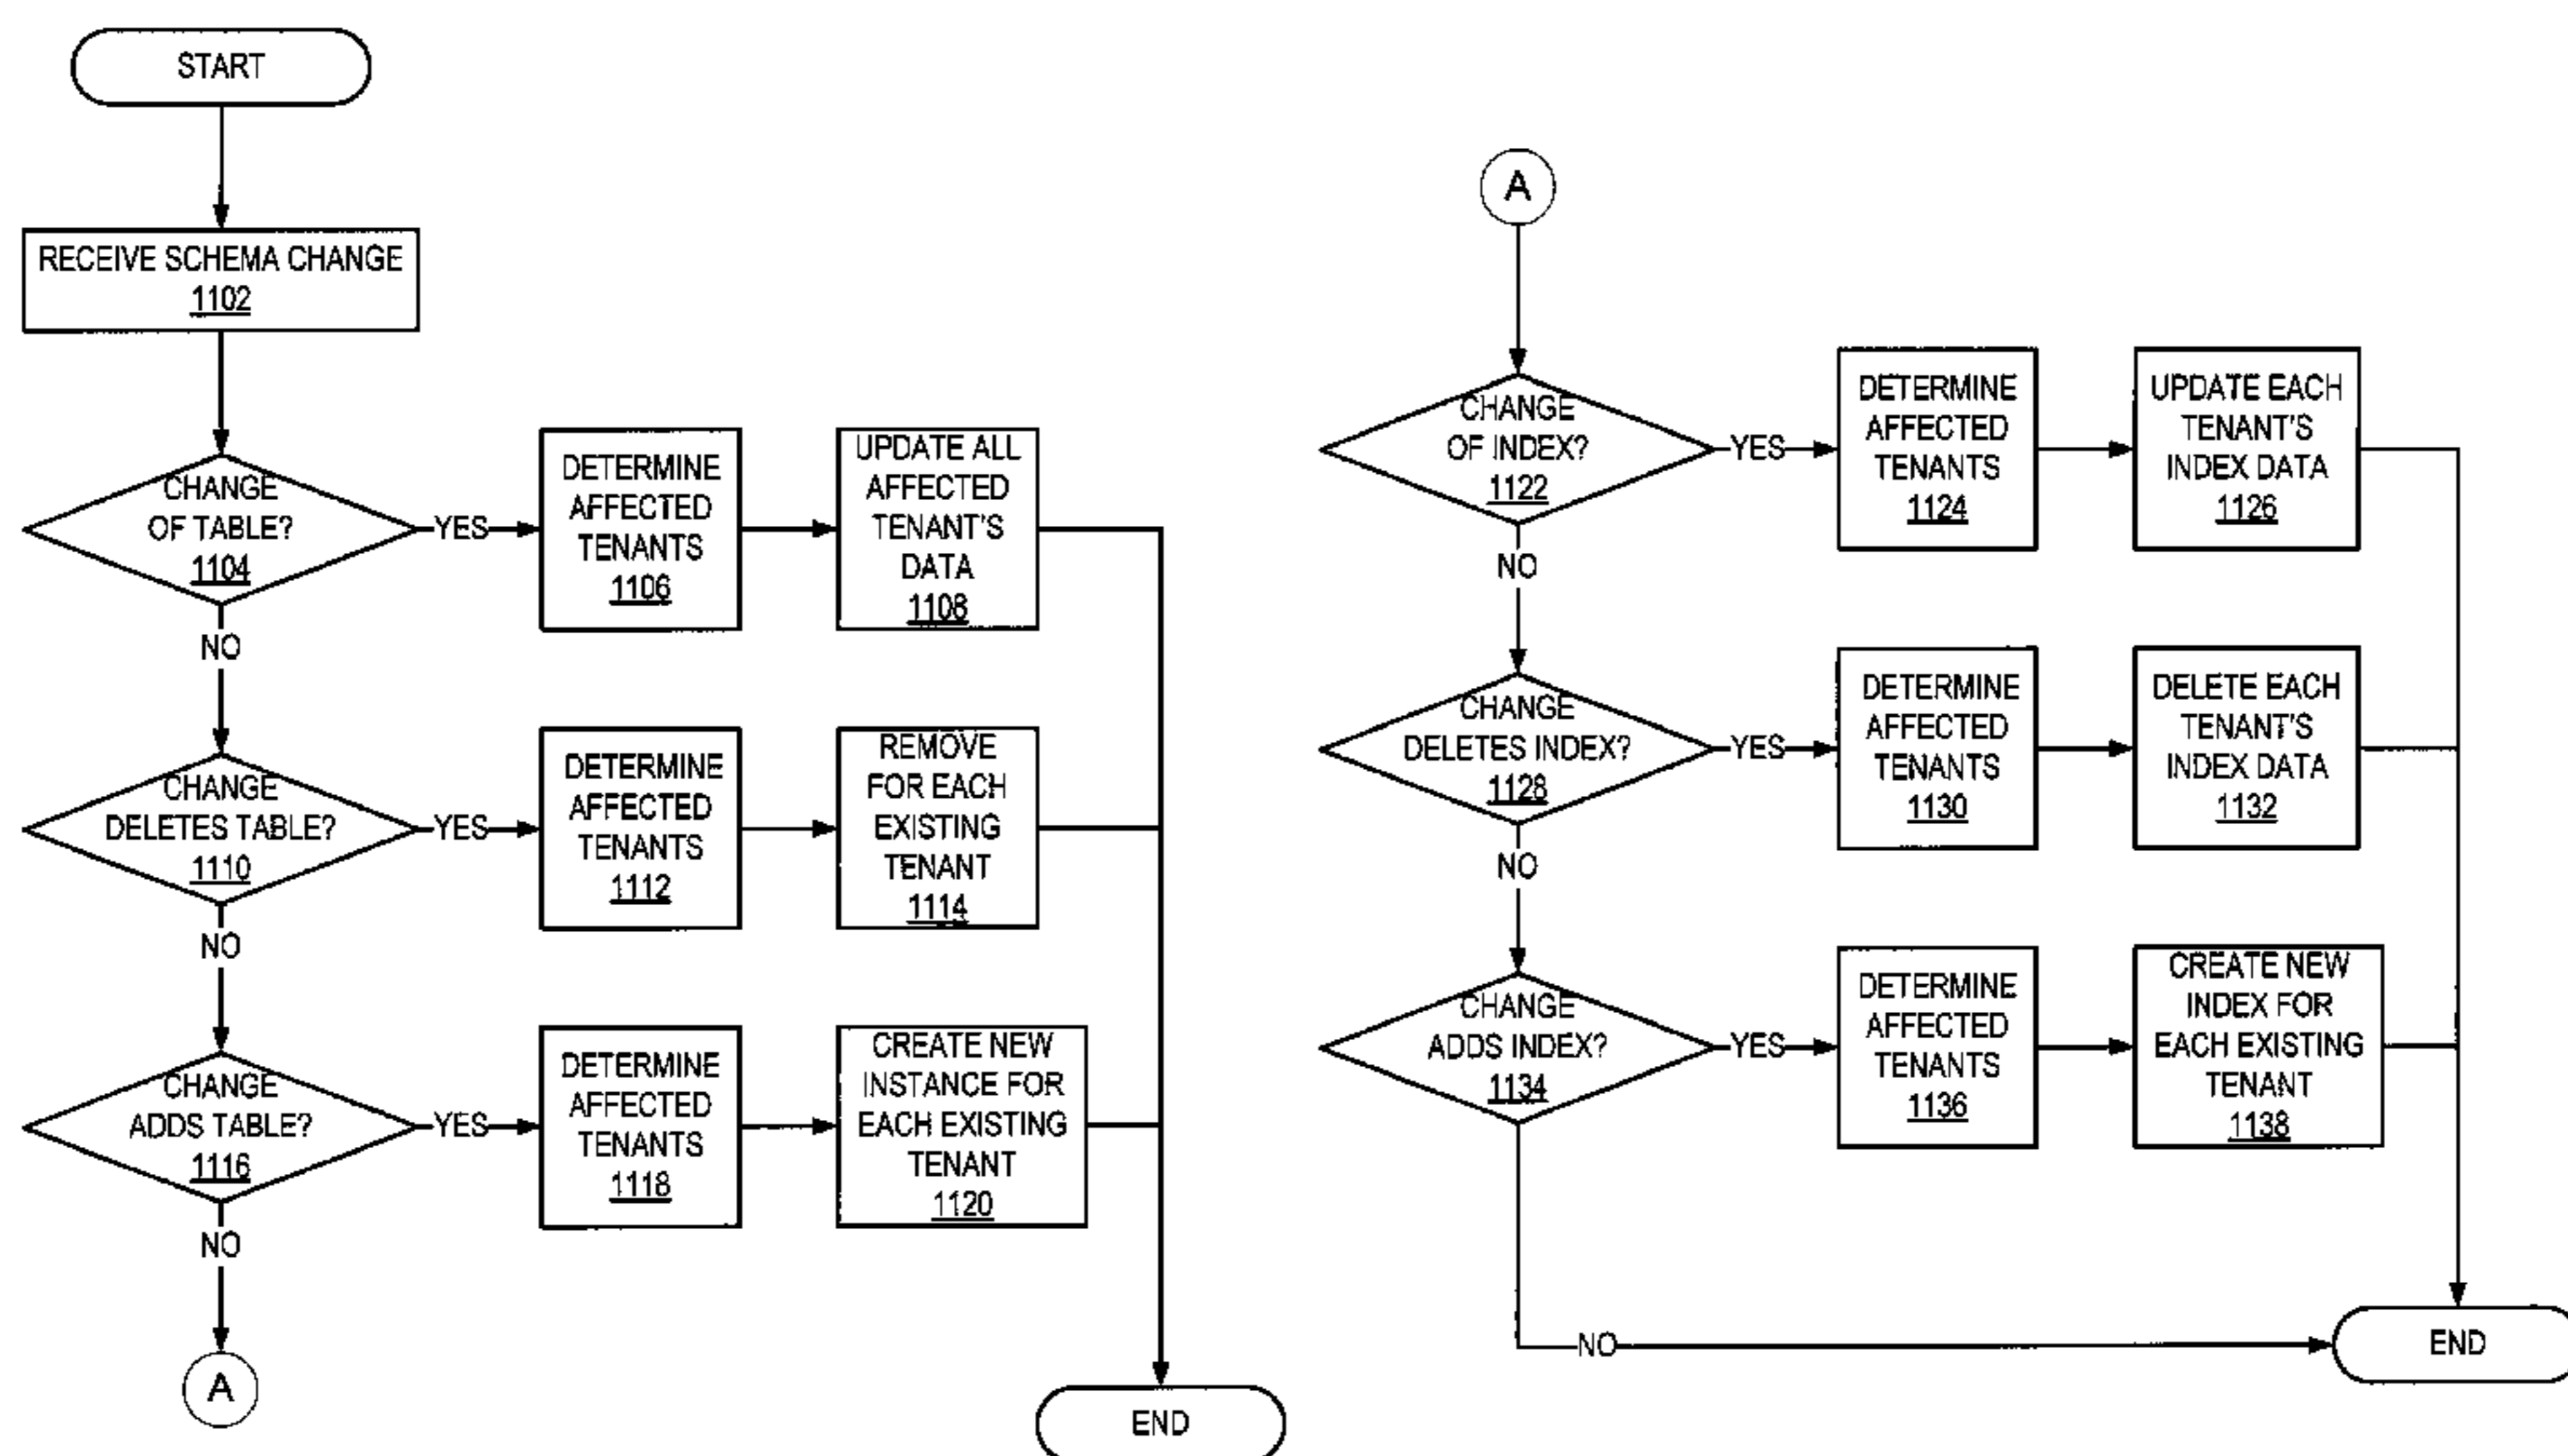 START
RECEIVE SCHEMA CHANGE
1102
CHANGE
OF TABLE?
1104
YES
DETERMINE
AFFECTED
TENANTS
1106
UPDATE ALL
AFFECTED
TENANT'S
DATA
1108
NO
CHANGE
DELETES TABLE?
1110
YES
DETERMINE
AFFECTED
TENANTS
1112
REMOVE
FOR EACH
EXISTING
TENANT
1114
NO
CHANGE
ADDS TABLE?
1116
YES
DETERMINE
AFFECTED
TENANTS
1118
CREATE NEW
INSTANCE FOR
EACH EXISTING
TENANT
1120
NO
A
END
A
CHANGE
OF INDEX?
1122
YES
DETERMINE
AFFECTED
TENANTS
1124
UPDATE EACH
TENANT'S
INDEX DATA
1126
NO
CHANGE
DELETES INDEX?
1128
YES
DETERMINE
AFFECTED
TENANTS
1130
DELETE EACH
TENANT'S
INDEX DATA
1132
NO
CHANGE
ADDS INDEX?
1134
YES
DETERMINE
AFFECTED
TENANTS
1136
CREATE NEW
INDEX FOR
EACH EXISTING
TENANT
1138
NO
END